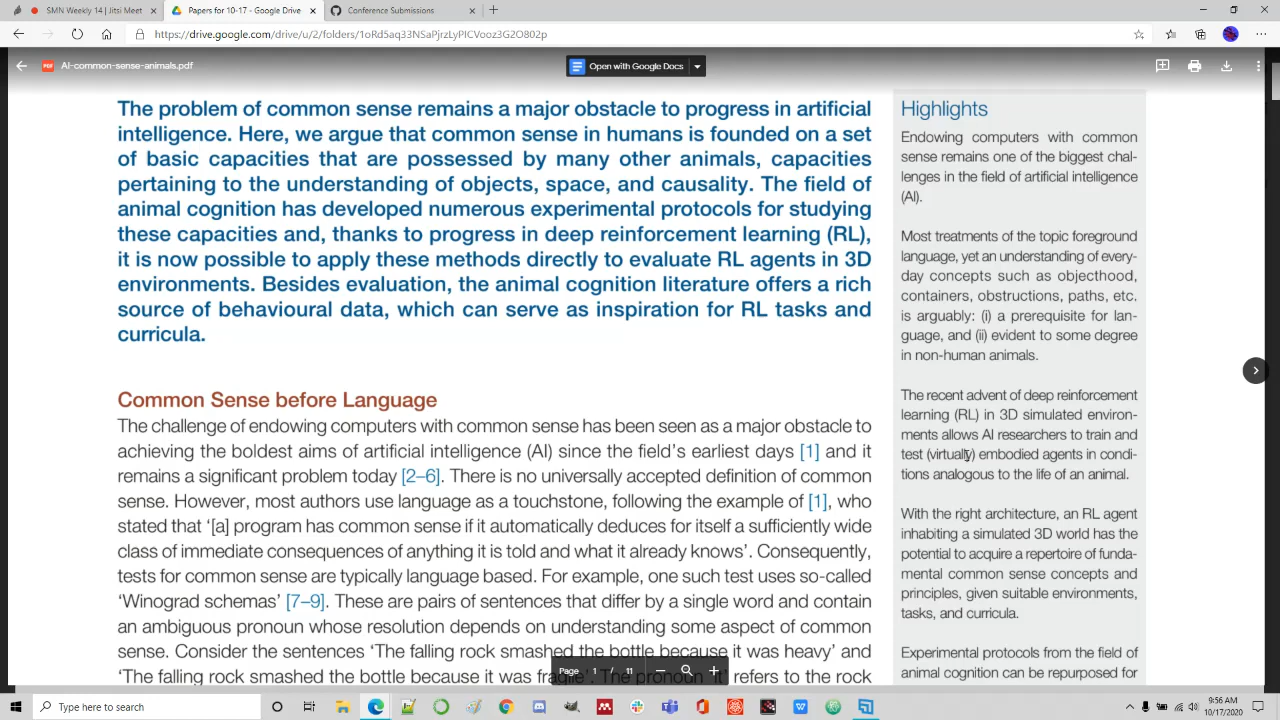 SMN Weekly 14 | Jitsi Meet
Papers for 10-17 - Google Drive
Conference Submissions
https://drive.google.com/drive/u/2/folders/1oRd5aq33NSaPjrzLyPICVooz3G2O802p
AI-common-sense-animals.pdf
Open with Google Docs
The problem of common sense remains a major obstacle to progress in artificial
intelligence. Here, we argue that common sense in humans is founded on a set
of basic capacities that are possessed by many other animals, capacities
pertaining to the understanding of objects, space, and causality. The field of
animal cognition has developed numerous experimental protocols for studying
these capacities and, thanks to progress in deep reinforcement learning (RL),
it is now possible to apply these methods directly to evaluate RL agents in 3D
environments. Besides evaluation, the animal cognition literature offers a rich
source of behavioural data, which can serve as inspiration for RL tasks and
curricula.
Common Sense before Language
The challenge of endowing computers with common sense has been seen as a major obstacle to
achieving the boldest aims of artificial intelligence (AI) since the field's earliest days [1] and it
remains a significant problem today [2–6]. There is no universally accepted definition of common
sense. However, most authors use language as a touchstone, following the example of [1], who
stated that '[a] program has common sense if it automatically deduces for itself a sufficiently wide
class of immediate consequences of anything it is told and what it already knows'. Consequently,
tests for common sense are typically language based. For example, one such test uses so-called
'Winograd schemas' [7–9]. These are pairs of sentences that differ by a single word and contain
an ambiguous pronoun whose resolution depends on understanding some aspect of common
sense. Consider the sentences 'The falling rock smashed the bottle because it was heavy' and
'The falling rock smashed the bottle because it was fragile'. The pronoun 'it' refers to the rock
Highlights
Endowing computers with common
sense remains one of the biggest chal-
lenges in the field of artificial intelligence
(AI).
Most treatments of the topic foreground
language, yet an understanding of every-
day concepts such as objecthood,
containers, obstructions, paths, etc.
is arguably: (i) a prerequisite for lan-
guage, and (ii) evident to some degree
in non-human animals.
The recent advent of deep reinforcement
learning (RL) in 3D simulated environ-
ments allows AI researchers to train and
test (virtually) embodied agents in condi-
tions analogous to the life of an animal.
With the right architecture, an RL agent
inhabiting a simulated 3D world has the
potential to acquire a repertoire of funda-
mental common sense concepts and
principles, given suitable environments,
tasks, and curricula.
Experimental protocols from the field of
animal cognition can be repurposed for
Page 1 / 11
Type here to search
9:56 AM
10/17/2020